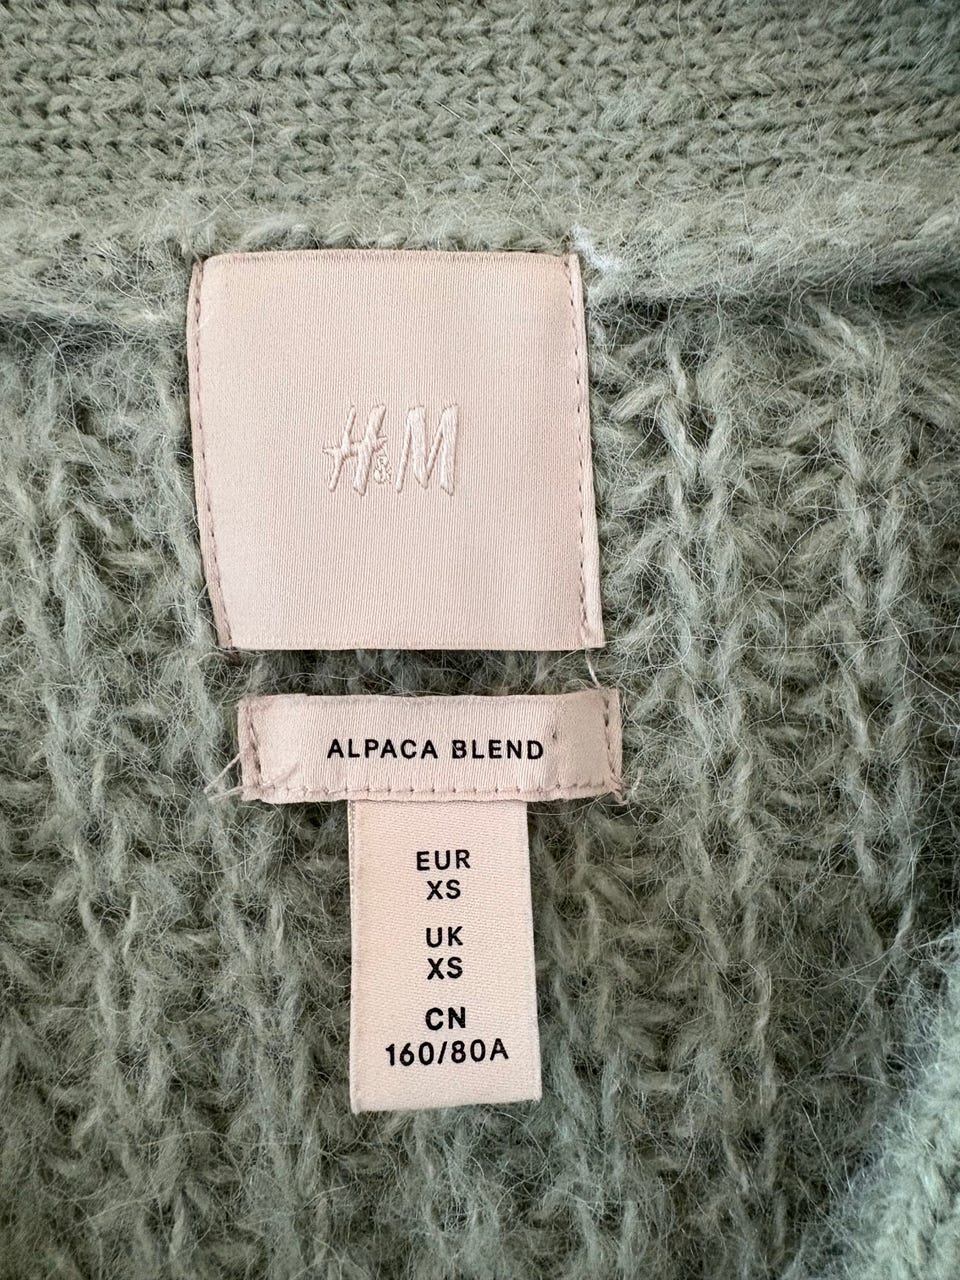 H&M
ALPACA BLEND
EUR
XS
UK
XS
CN
160/80A